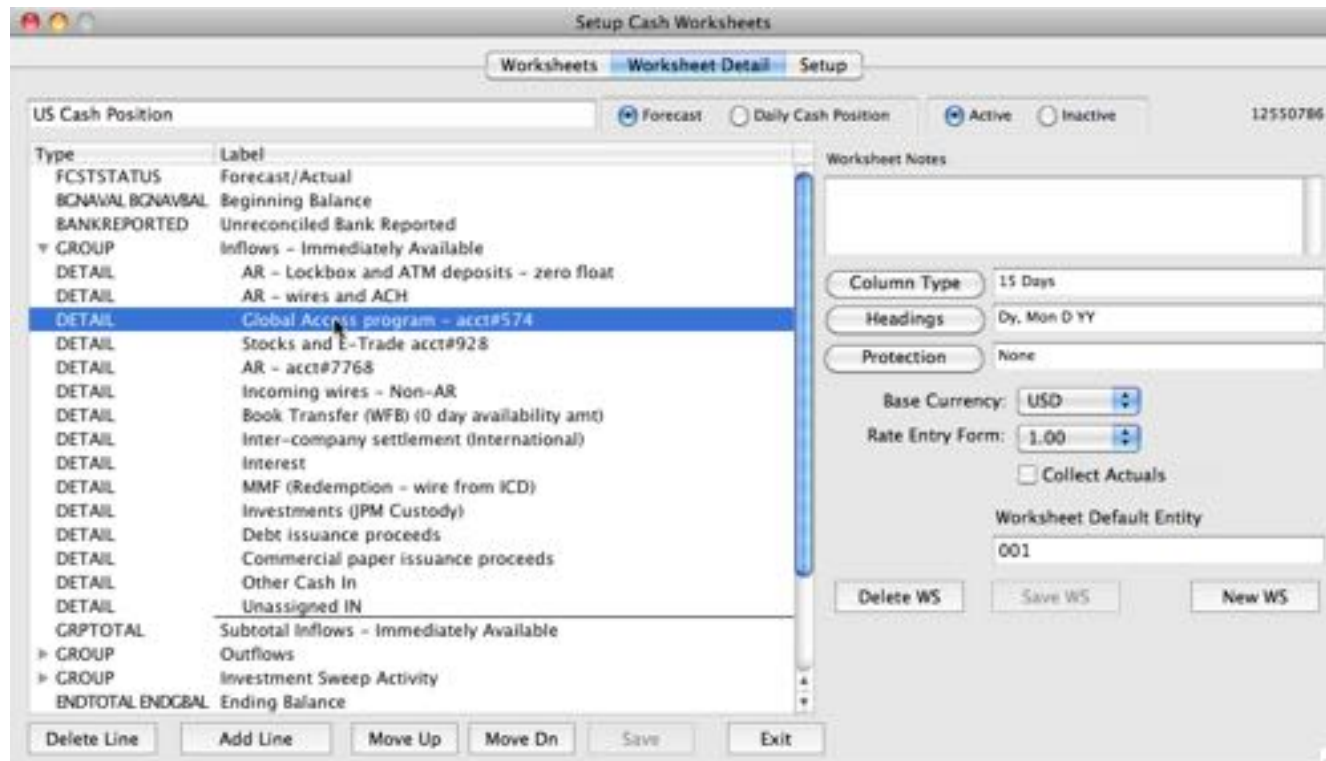 Setup Cash Worksheets
Worksheets Worksheet Detail Setup
US Cash Position Forecast Daily Cash Position Active Inactive 12550786
Type Label
FCSTSTATUS Forecast/Actual
BGNAVAL BGNAVBAL Beginning Balance
BANKREPORTED Unreconciled Bank Reported
GROUP Inflows - Immediately Available
DETAIL AR - Lockbox and ATM deposits - zero float
DETAIL AR - wires and ACH
DETAIL Global Access program - acct#574
DETAIL Stocks and E-Trade acct#928
DETAIL AR - acct#7768
DETAIL Incoming wires - Non-AR
DETAIL Book Transfer (WFB) (0 day availability amt)
DETAIL Inter-company settlement (International)
DETAIL Interest
DETAIL MMF (Redemption - wire from ICD)
DETAIL Investments (JPM Custody)
DETAIL Debt issuance proceeds
DETAIL Commercial paper issuance proceeds
DETAIL Other Cash In
DETAIL Unassigned IN
GRPTOTAL Subtotal Inflows - Immediately Available
GROUP Outflows
GROUP Investment Sweep Activity
ENDTOTAL ENDGBAL Ending Balance
Worksheet Notes
Column Type 15 Days
Headings Dy, Mon D YY
Protection None
Base Currency: USD
Rate Entry Form: 1.00
Collect Actuals
Worksheet Default Entity
001
Delete WS Save WS New WS
Delete Line Add Line Move Up Move Dn Save Exit